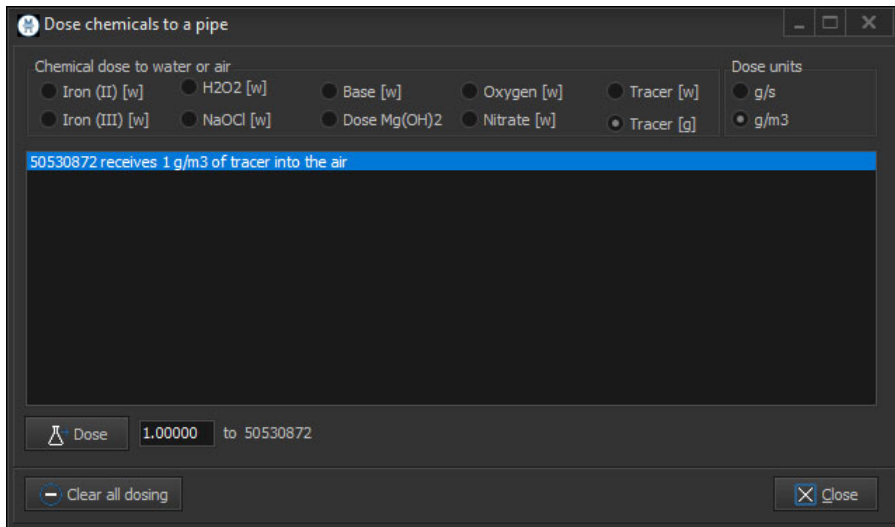 Dose chemicals to a pipe
Chemical dose to water or air
Iron (II) [w]
H2O2 [w]
Base [w]
Oxygen [w]
Tracer [w]
Iron (III) [w]
NaOCl [w]
Dose Mg(OH)2
Nitrate [w]
Tracer [g]
Dose units
g/s
g/m3
50530872 receives 1 g/m3 of tracer into the air
Dose
1.00000
to 50530872
Clear all dosing
Close